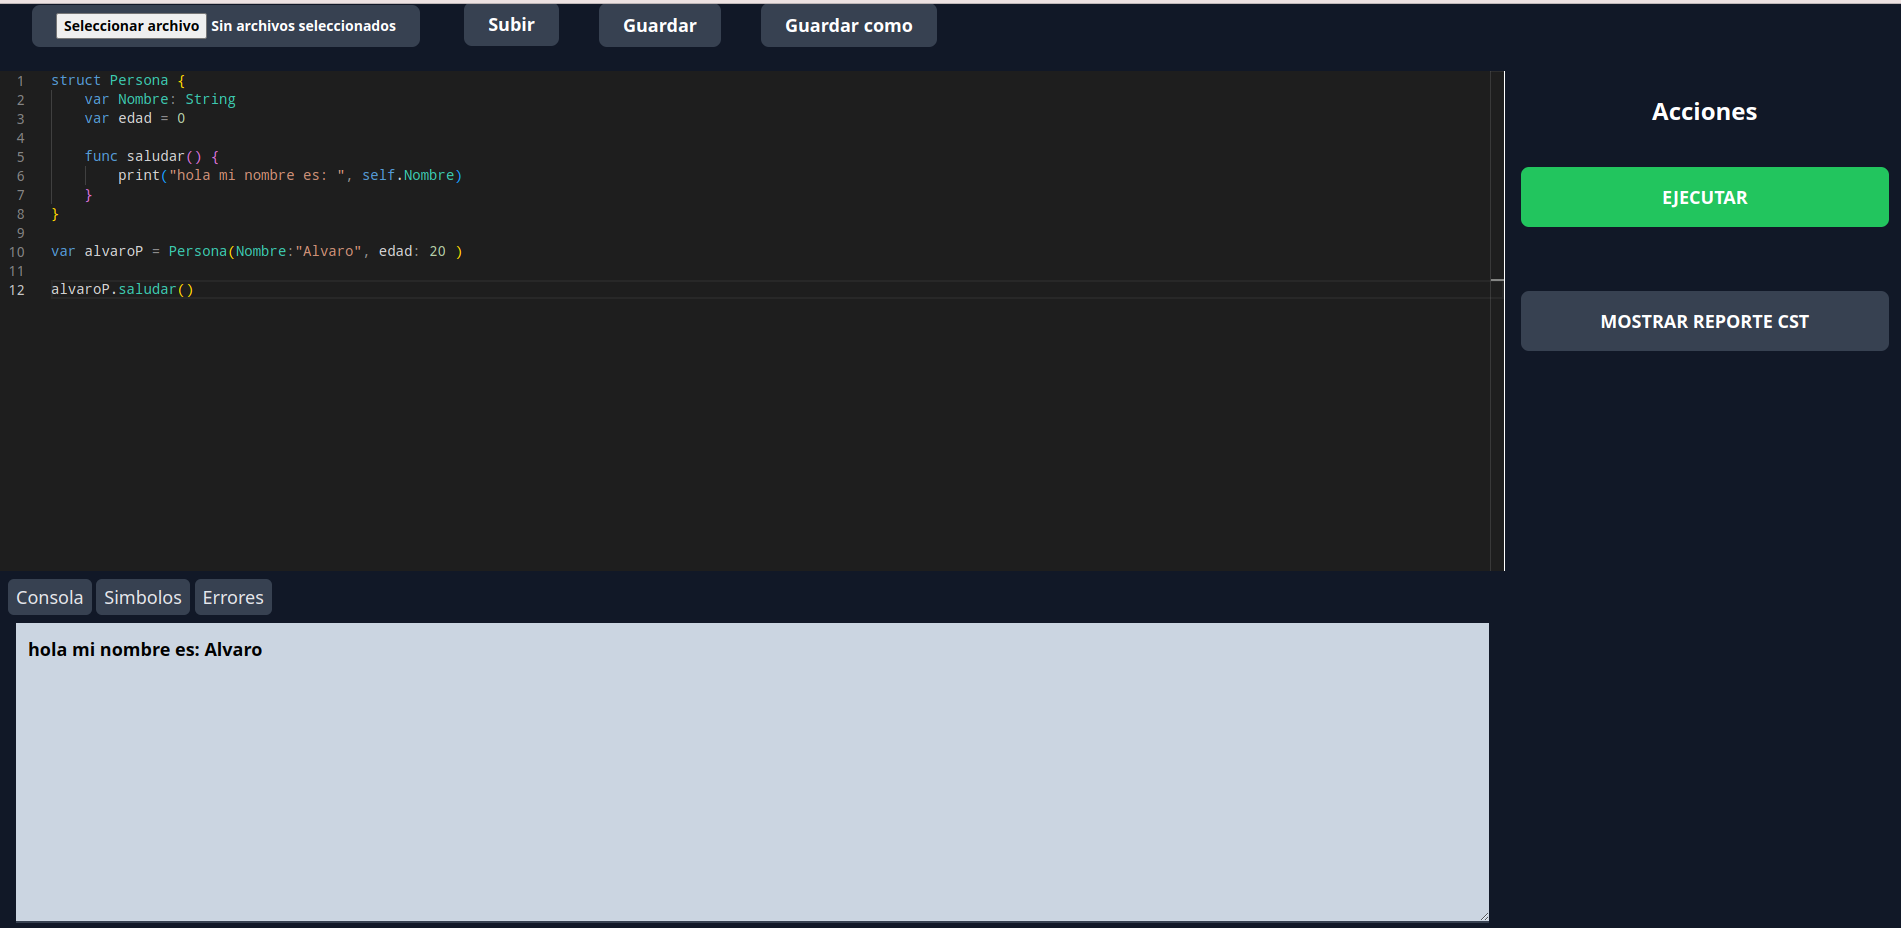 Seleccionar archivo Sin archivos seleccionados Subir Guardar Guardar como
1 struct Persona {
2     var Nombre: String
3     var edad = 0
4
5     func saludar() {
6         print("hola mi nombre es: ", self.Nombre)
7     }
8 }
9
10 var alvaroP = Persona(Nombre:"Alvaro", edad: 20 )
11
12 alvaroP.saludar()
Acciones
EJECUTAR
MOSTRAR REPORTE CST
Consola Simbolos Errores
hola mi nombre es: Alvaro